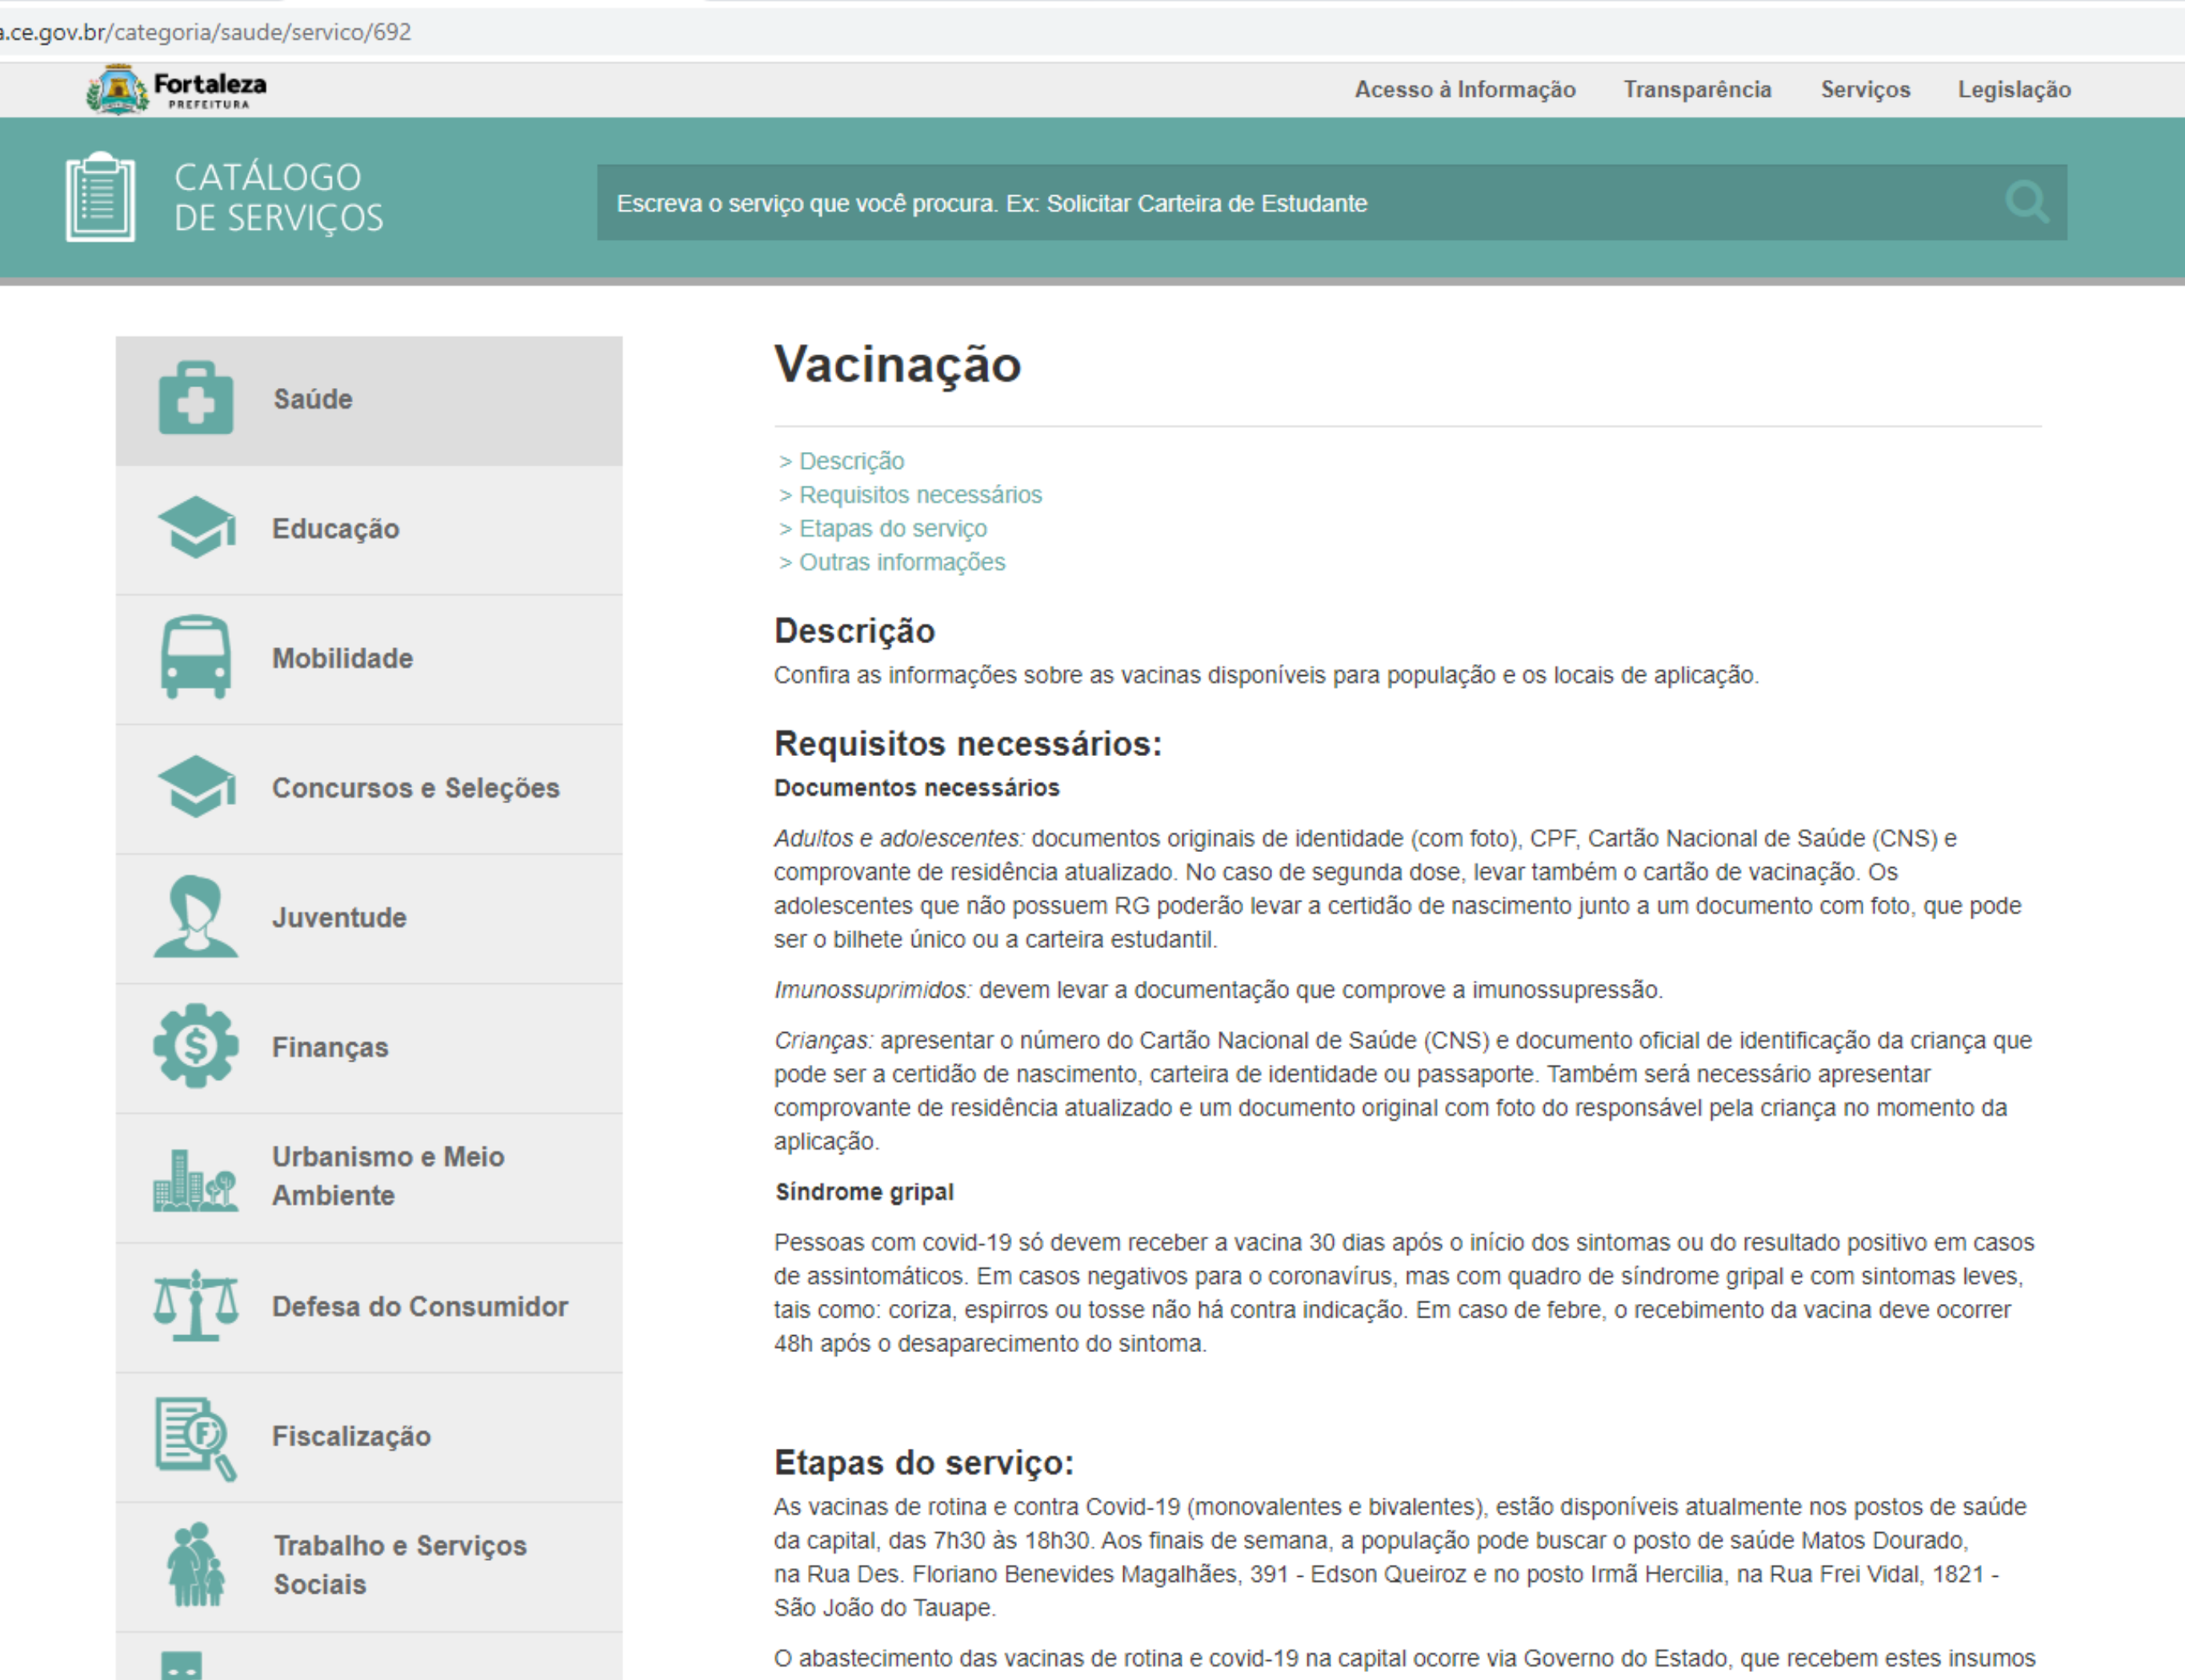 .ce.gov.br/categoria/saude/servico/692
Fortaleza
PREFEITURA
Acesso à Informação
Transparência
Serviços
Legislação
CATÁLOGO
DE SERVIÇOS
Escreva o serviço que você procura. Ex: Solicitar Carteira de Estudante
Saúde
Educação
Mobilidade
Concursos e Seleções
Juventude
Finanças
Urbanismo e Meio
Ambiente
Defesa do Consumidor
Fiscalização
Trabalho e Serviços
Sociais
Vacinação
> Descrição
> Requisitos necessários
> Etapas do serviço
> Outras informações
Descrição
Confira as informações sobre as vacinas disponíveis para população e os locais de aplicação.
Requisitos necessários:
Documentos necessários
Adultos e adolescentes: documentos originais de identidade (com foto), CPF, Cartão Nacional de Saúde (CNS) e
comprovante de residência atualizado. No caso de segunda dose, levar também o cartão de vacinação. Os
adolescentes que não possuem RG poderão levar a certidão de nascimento junto a um documento com foto, que pode
ser o bilhete único ou a carteira estudantil.
Imunossuprimidos: devem levar a documentação que comprove a imunossupressão.
Crianças: apresentar o número do Cartão Nacional de Saúde (CNS) e documento oficial de identificação da criança que
pode ser a certidão de nascimento, carteira de identidade ou passaporte. Também será necessário apresentar
comprovante de residência atualizado e um documento original com foto do responsável pela criança no momento da
aplicação.
Síndrome gripal
Pessoas com covid-19 só devem receber a vacina 30 dias após o início dos sintomas ou do resultado positivo em casos
de assintomáticos. Em casos negativos para o coronavírus, mas com quadro de síndrome gripal e com sintomas leves,
tais como: coriza, espirros ou tosse não há contra indicação. Em caso de febre, o recebimento da vacina deve ocorrer
48h após o desaparecimento do sintoma.
Etapas do serviço:
As vacinas de rotina e contra Covid-19 (monovalentes e bivalentes), estão disponíveis atualmente nos postos de saúde
da capital, das 7h30 às 18h30. Aos finais de semana, a população pode buscar o posto de saúde Matos Dourado,
na Rua Des. Floriano Benevides Magalhães, 391 - Edson Queiroz e no posto Irmã Hercilia, na Rua Frei Vidal, 1821 -
São João do Tauape.
O abastecimento das vacinas de rotina e covid-19 na capital ocorre via Governo do Estado, que recebem estes insumos